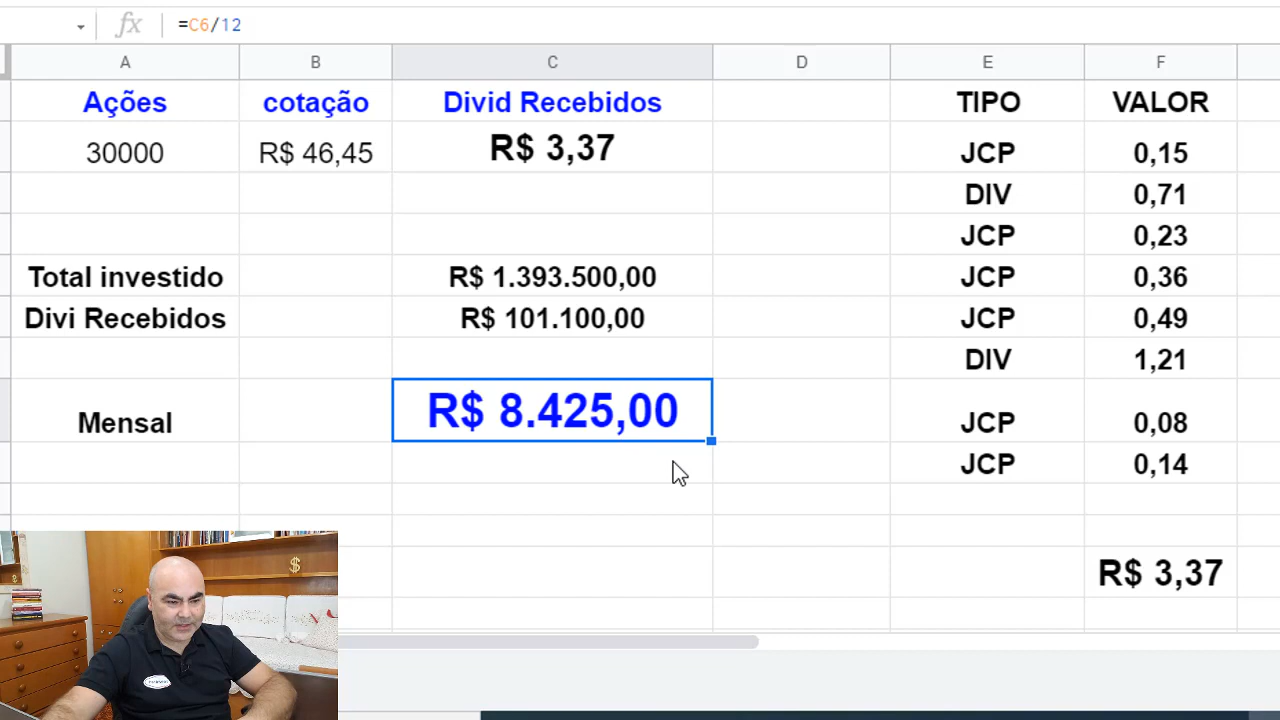 fx =C6/12
A B C D E F
Ações cotação Divid Recebidos TIPO VALOR
30000 R$ 46,45 R$ 3,37 JCP 0,15
DIV 0,71
JCP 0,23
Total investido R$ 1.393.500,00 JCP 0,36
Divi Recebidos R$ 101.100,00 JCP 0,49
DIV 1,21
Mensal R$ 8.425,00 JCP 0,08
JCP 0,14
R$ 3,37
$